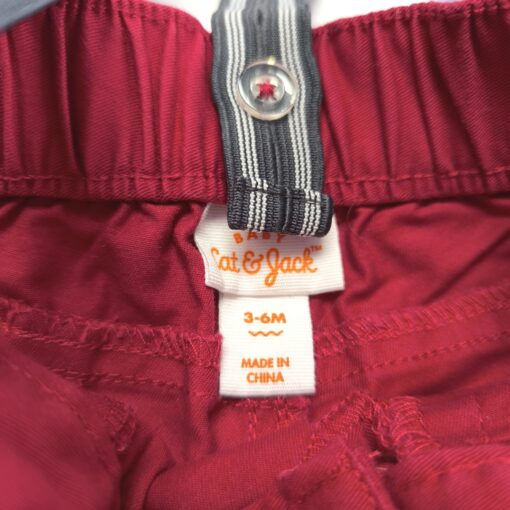 BABY
Cat & Jack™
3-6M
MADE IN
CHINA